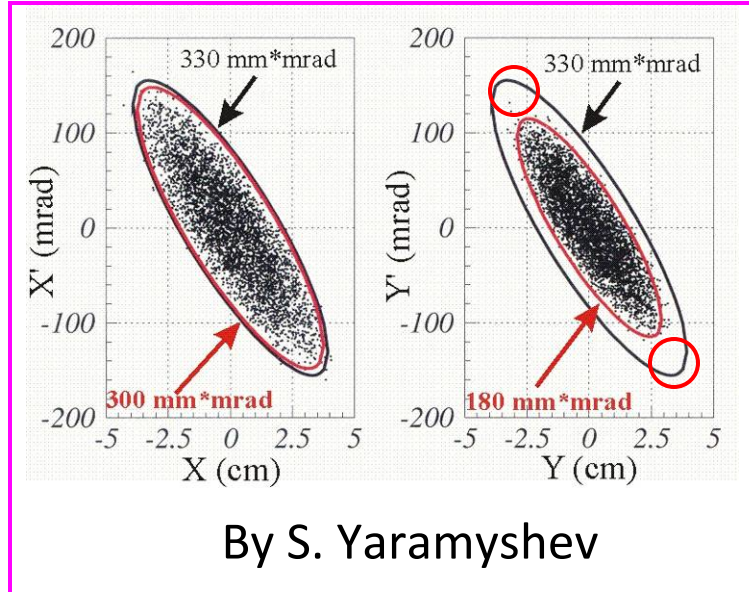 200
330 mm*mrad
100
0
-100
-200
X' (mrad)
300 mm*mrad
-5 -2.5 0 2.5 5
X (cm)
200
330 mm*mrad
100
0
-100
-200
Y' (mrad)
180 mm*mrad
-5 -2.5 0 2.5 5
Y (cm)
By S. Yaramyshev